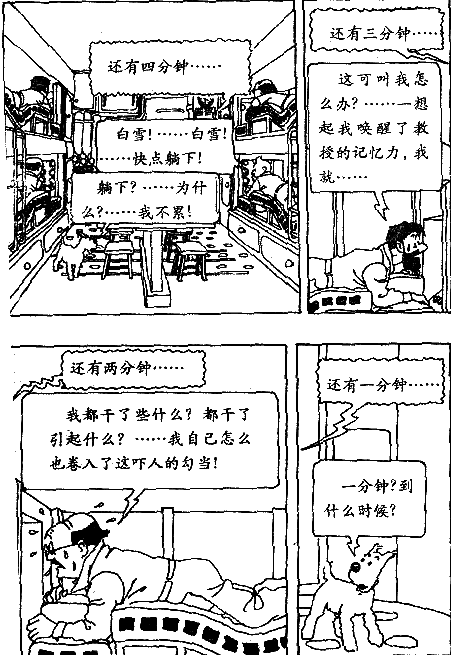 还有四分钟……
白雪！……白雪！
……快点躺下！
躺下？……为什
么？……我不累！
还有三分钟……
这可叫我怎
么办？……一想
起我唤醒了教
授的记忆力，我
就……
还有两分钟……
我都干了些什么？都干了
引起什么？……我自己怎么
也卷入了这吓人的勾当！
还有一分钟……
一分钟？到
什么时候？